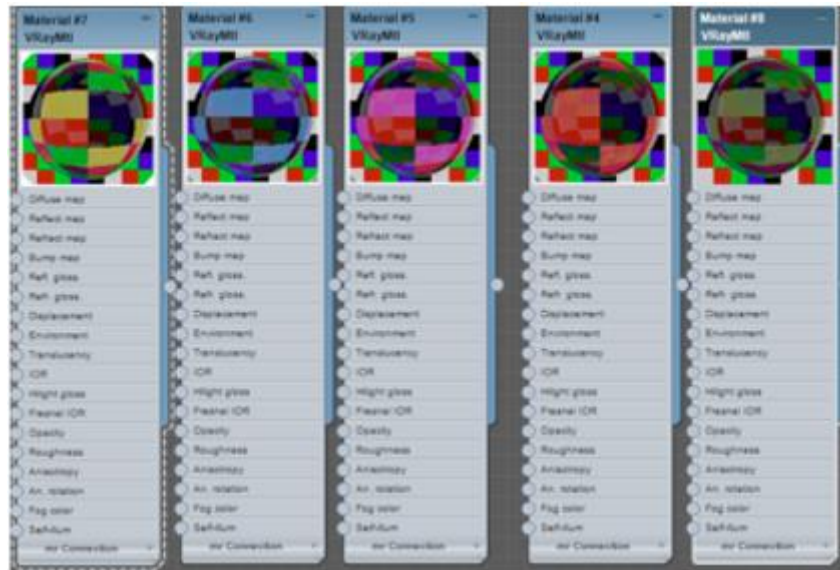 Material #7
VRayMtl
Diffuse map
Reflect map
Refract map
Bump map
Refl. gloss.
Refr. gloss.
Displacement
Environment
Translucency
IOR
Hilight gloss
Fresnel IOR
Opacity
Roughness
Anisotropy
An. rotation
Fog color
Self-Illum
mr Connection
Material #6
VRayMtl
Diffuse map
Reflect map
Refract map
Bump map
Refl. gloss.
Refr. gloss.
Displacement
Environment
Translucency
IOR
Hilight gloss
Fresnel IOR
Opacity
Roughness
Anisotropy
An. rotation
Fog color
Self-Illum
mr Connection
Material #5
VRayMtl
Diffuse map
Reflect map
Refract map
Bump map
Refl. gloss.
Refr. gloss.
Displacement
Environment
Translucency
IOR
Hilight gloss
Fresnel IOR
Opacity
Roughness
Anisotropy
An. rotation
Fog color
Self-Illum
mr Connection
Material #4
VRayMtl
Diffuse map
Reflect map
Refract map
Bump map
Refl. gloss.
Refr. gloss.
Displacement
Environment
Translucency
IOR
Hilight gloss
Fresnel IOR
Opacity
Roughness
Anisotropy
An. rotation
Fog color
Self-Illum
mr Connection
Material #8
VRayMtl
Diffuse map
Reflect map
Refract map
Bump map
Refl. gloss.
Refr. gloss.
Displacement
Environment
Translucency
IOR
Hilight gloss
Fresnel IOR
Opacity
Roughness
Anisotropy
An. rotation
Fog color
Self-Illum
mr Connection